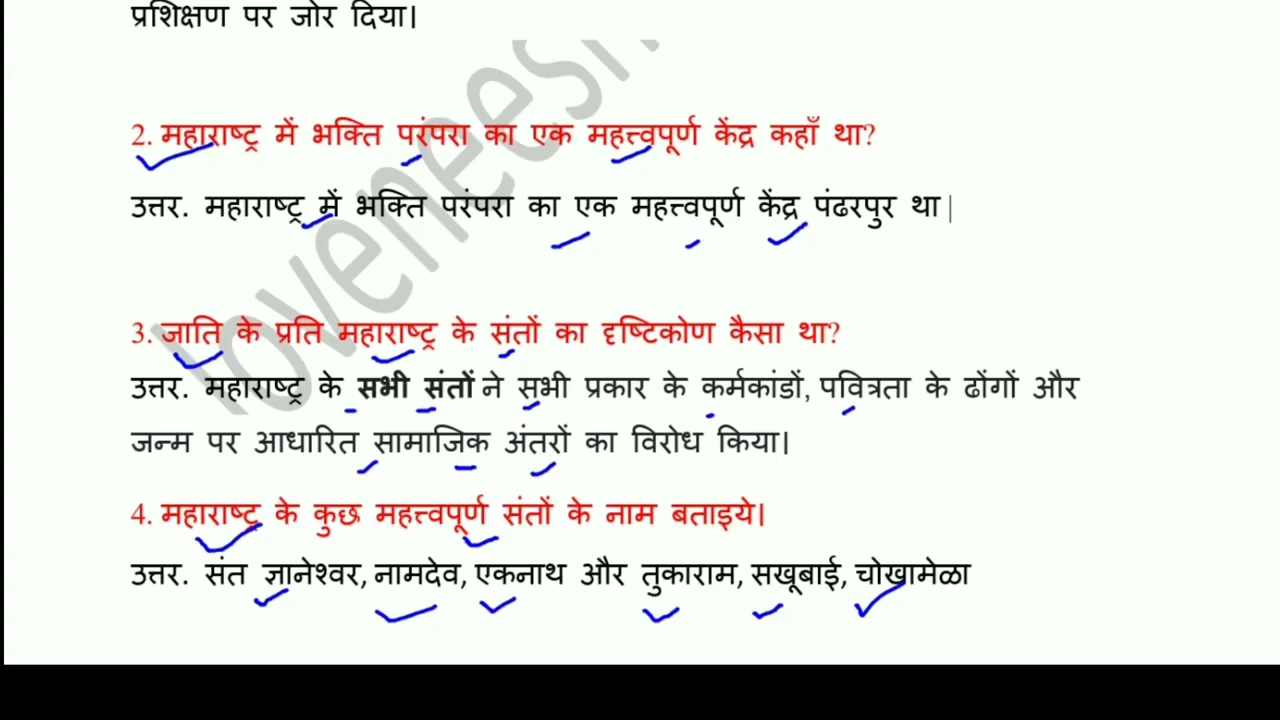 प्रशिक्षण पर जोर दिया।
2. महाराष्ट्र में भक्ति परंपरा का एक महत्त्वपूर्ण केंद्र कहाँ था?
उत्तर. महाराष्ट्र में भक्ति परंपरा का एक महत्त्वपूर्ण केंद्र पंढरपुर था |
3. जाति के प्रति महाराष्ट्र के संतों का दृष्टिकोण कैसा था?
उत्तर. महाराष्ट्र के सभी संतों ने सभी प्रकार के कर्मकांडों, पवित्रता के ढोंगों और
जन्म पर आधारित सामाजिक अंतरों का विरोध किया।
4. महाराष्ट्र के कुछ महत्त्वपूर्ण संतों के नाम बताइये।
उत्तर. संत ज्ञानेश्वर, नामदेव, एकनाथ और तुकाराम, सखूबाई, चोखामेळा
loveneesh